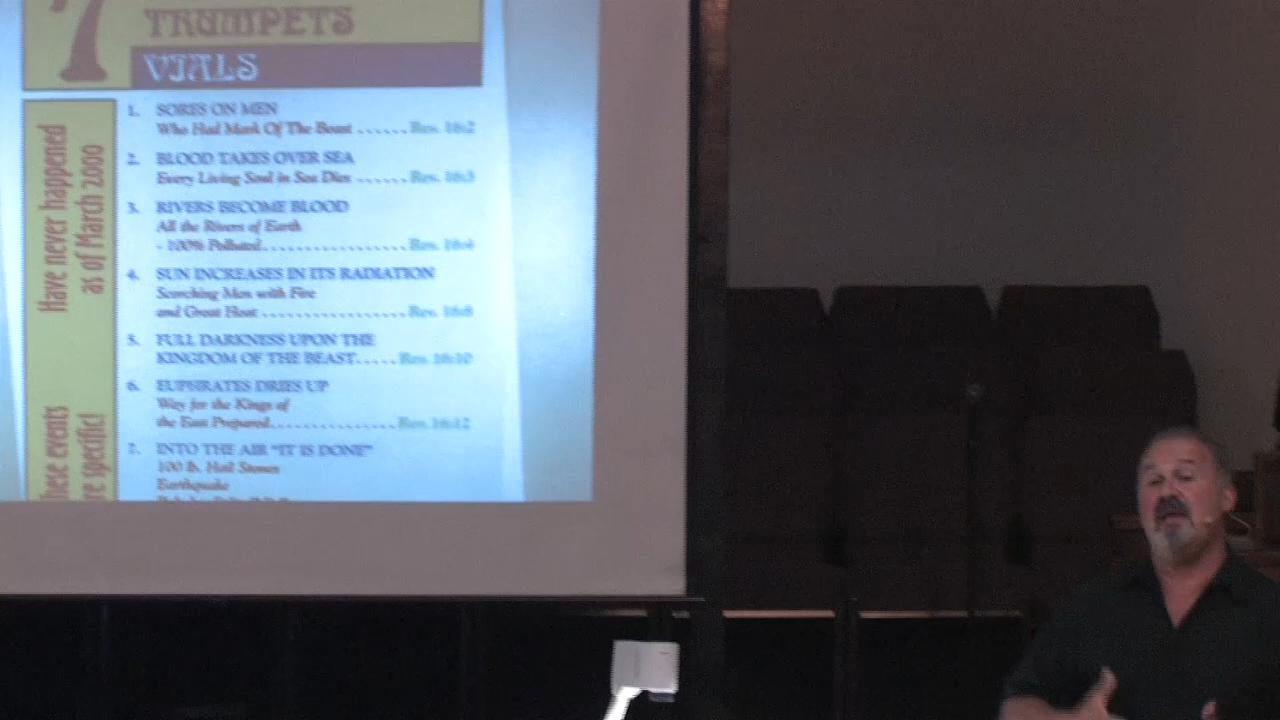 7
TRUMPETS
VIALS
Have never happened
as of March 2000
1. SORES ON MEN
Who Had Mark Of The Beast ...... Rev. 16:2
2. BLOOD TAKES OVER SEA
Every Living Soul in Sea Dies ...... Rev. 16:3
3. RIVERS BECOME BLOOD
All the Rivers of Earth
- 100% Polluted.................. Rev. 16:4
4. SUN INCREASES IN ITS RADIATION
Scorching Men with Fire
and Great Heat .................. Rev. 16:8
5. FULL DARKNESS UPON THE
KINGDOM OF THE BEAST..... Rev. 16:10
6. EUPHRATES DRIES UP
Way for the Kings of
the East Prepared................ Rev. 16:12
7. INTO THE AIR "IT IS DONE"
100 lb. Hail Stones
Earthquake
hese events
re specific!